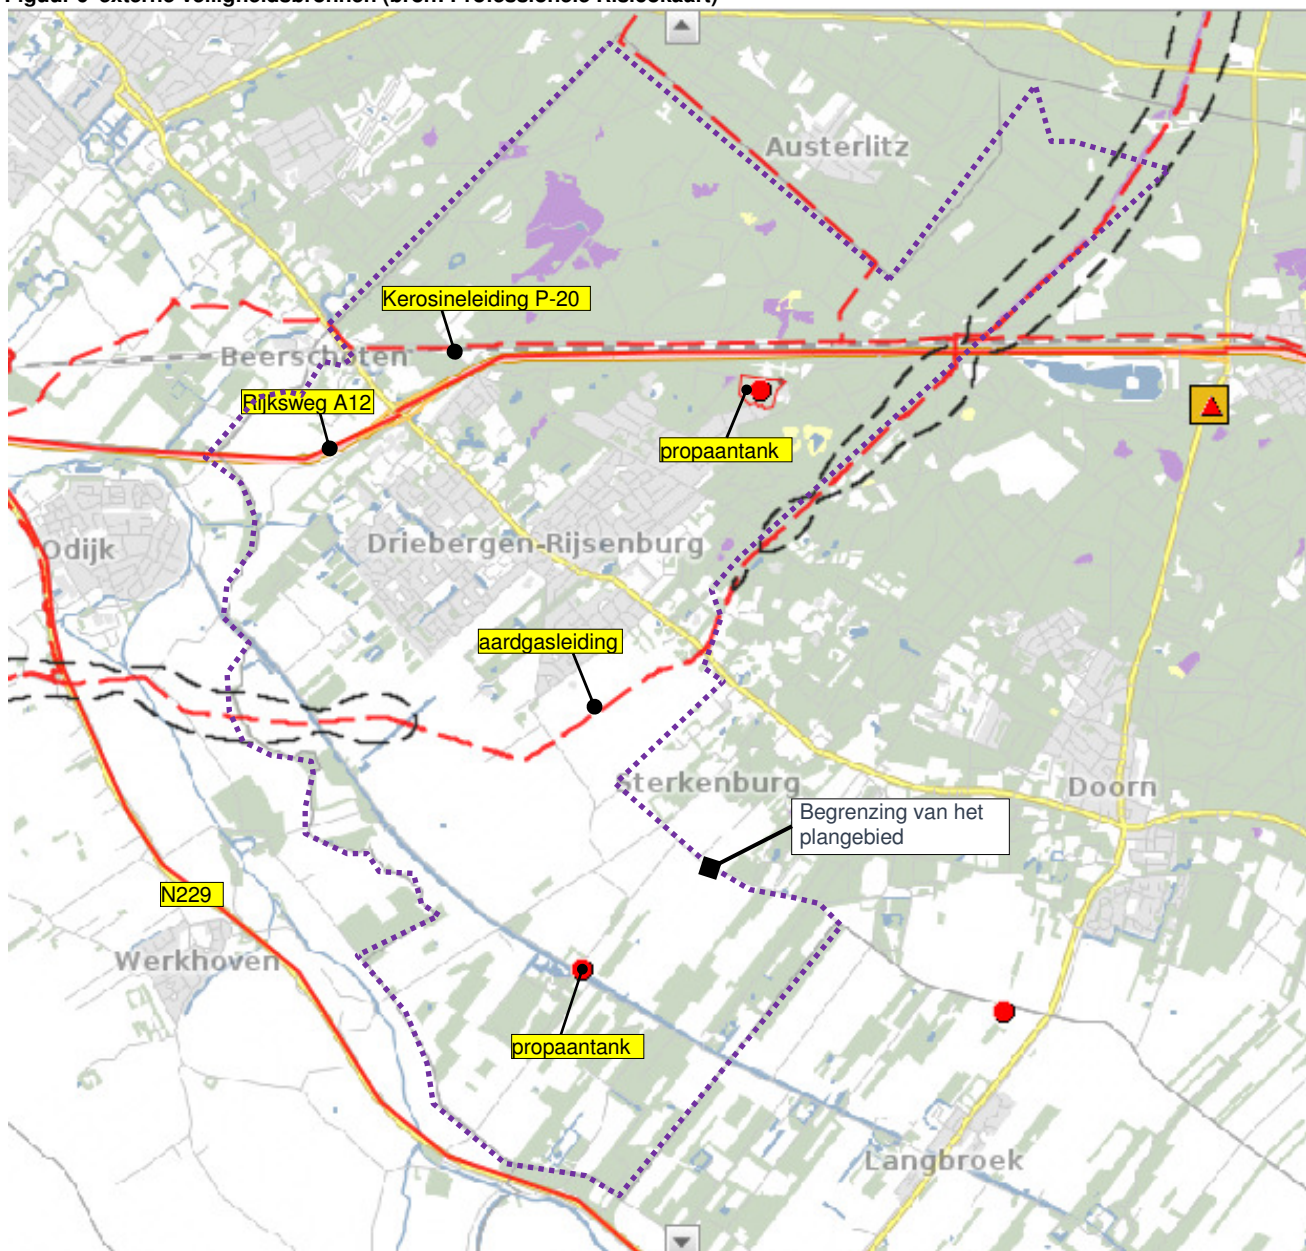 Austerlitz
Kerosineleiding P-20
Beerschoten
Rijksweg A12
propaantank
Odijk
Driebergen-Rijsenburg
aardgasleiding
Sterkenburg
Doorn
Begrenzing van het
plangebied
N229
Werkhoven
propaantank
Langbroek